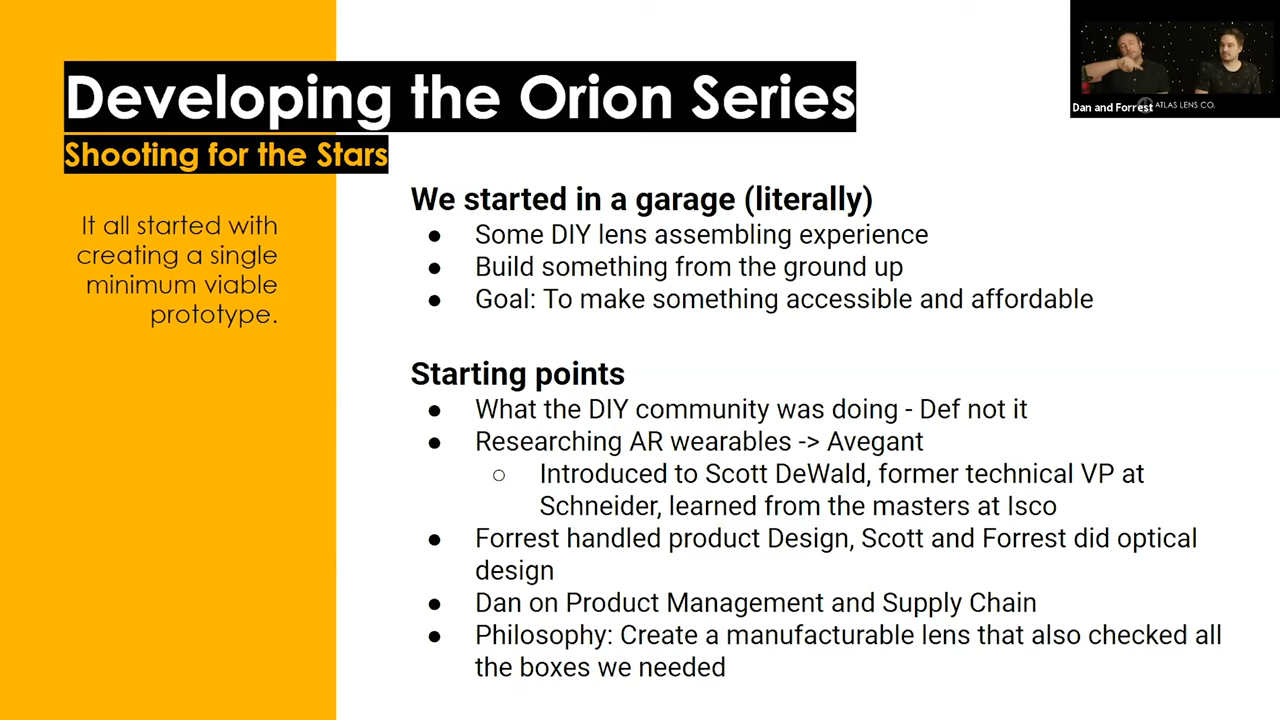 Developing the Orion Series
Shooting for the Stars
It all started with
creating a single
minimum viable
prototype.
We started in a garage (literally)
● Some DIY lens assembling experience
● Build something from the ground up
● Goal: To make something accessible and affordable
Starting points
● What the DIY community was doing - Def not it
● Researching AR wearables -> Avegant
○ Introduced to Scott DeWald, former technical VP at
Schneider, learned from the masters at Isco
● Forrest handled product Design, Scott and Forrest did optical
design
● Dan on Product Management and Supply Chain
● Philosophy: Create a manufacturable lens that also checked all
the boxes we needed
Dan and Forrest
ATLAS LENS CO.